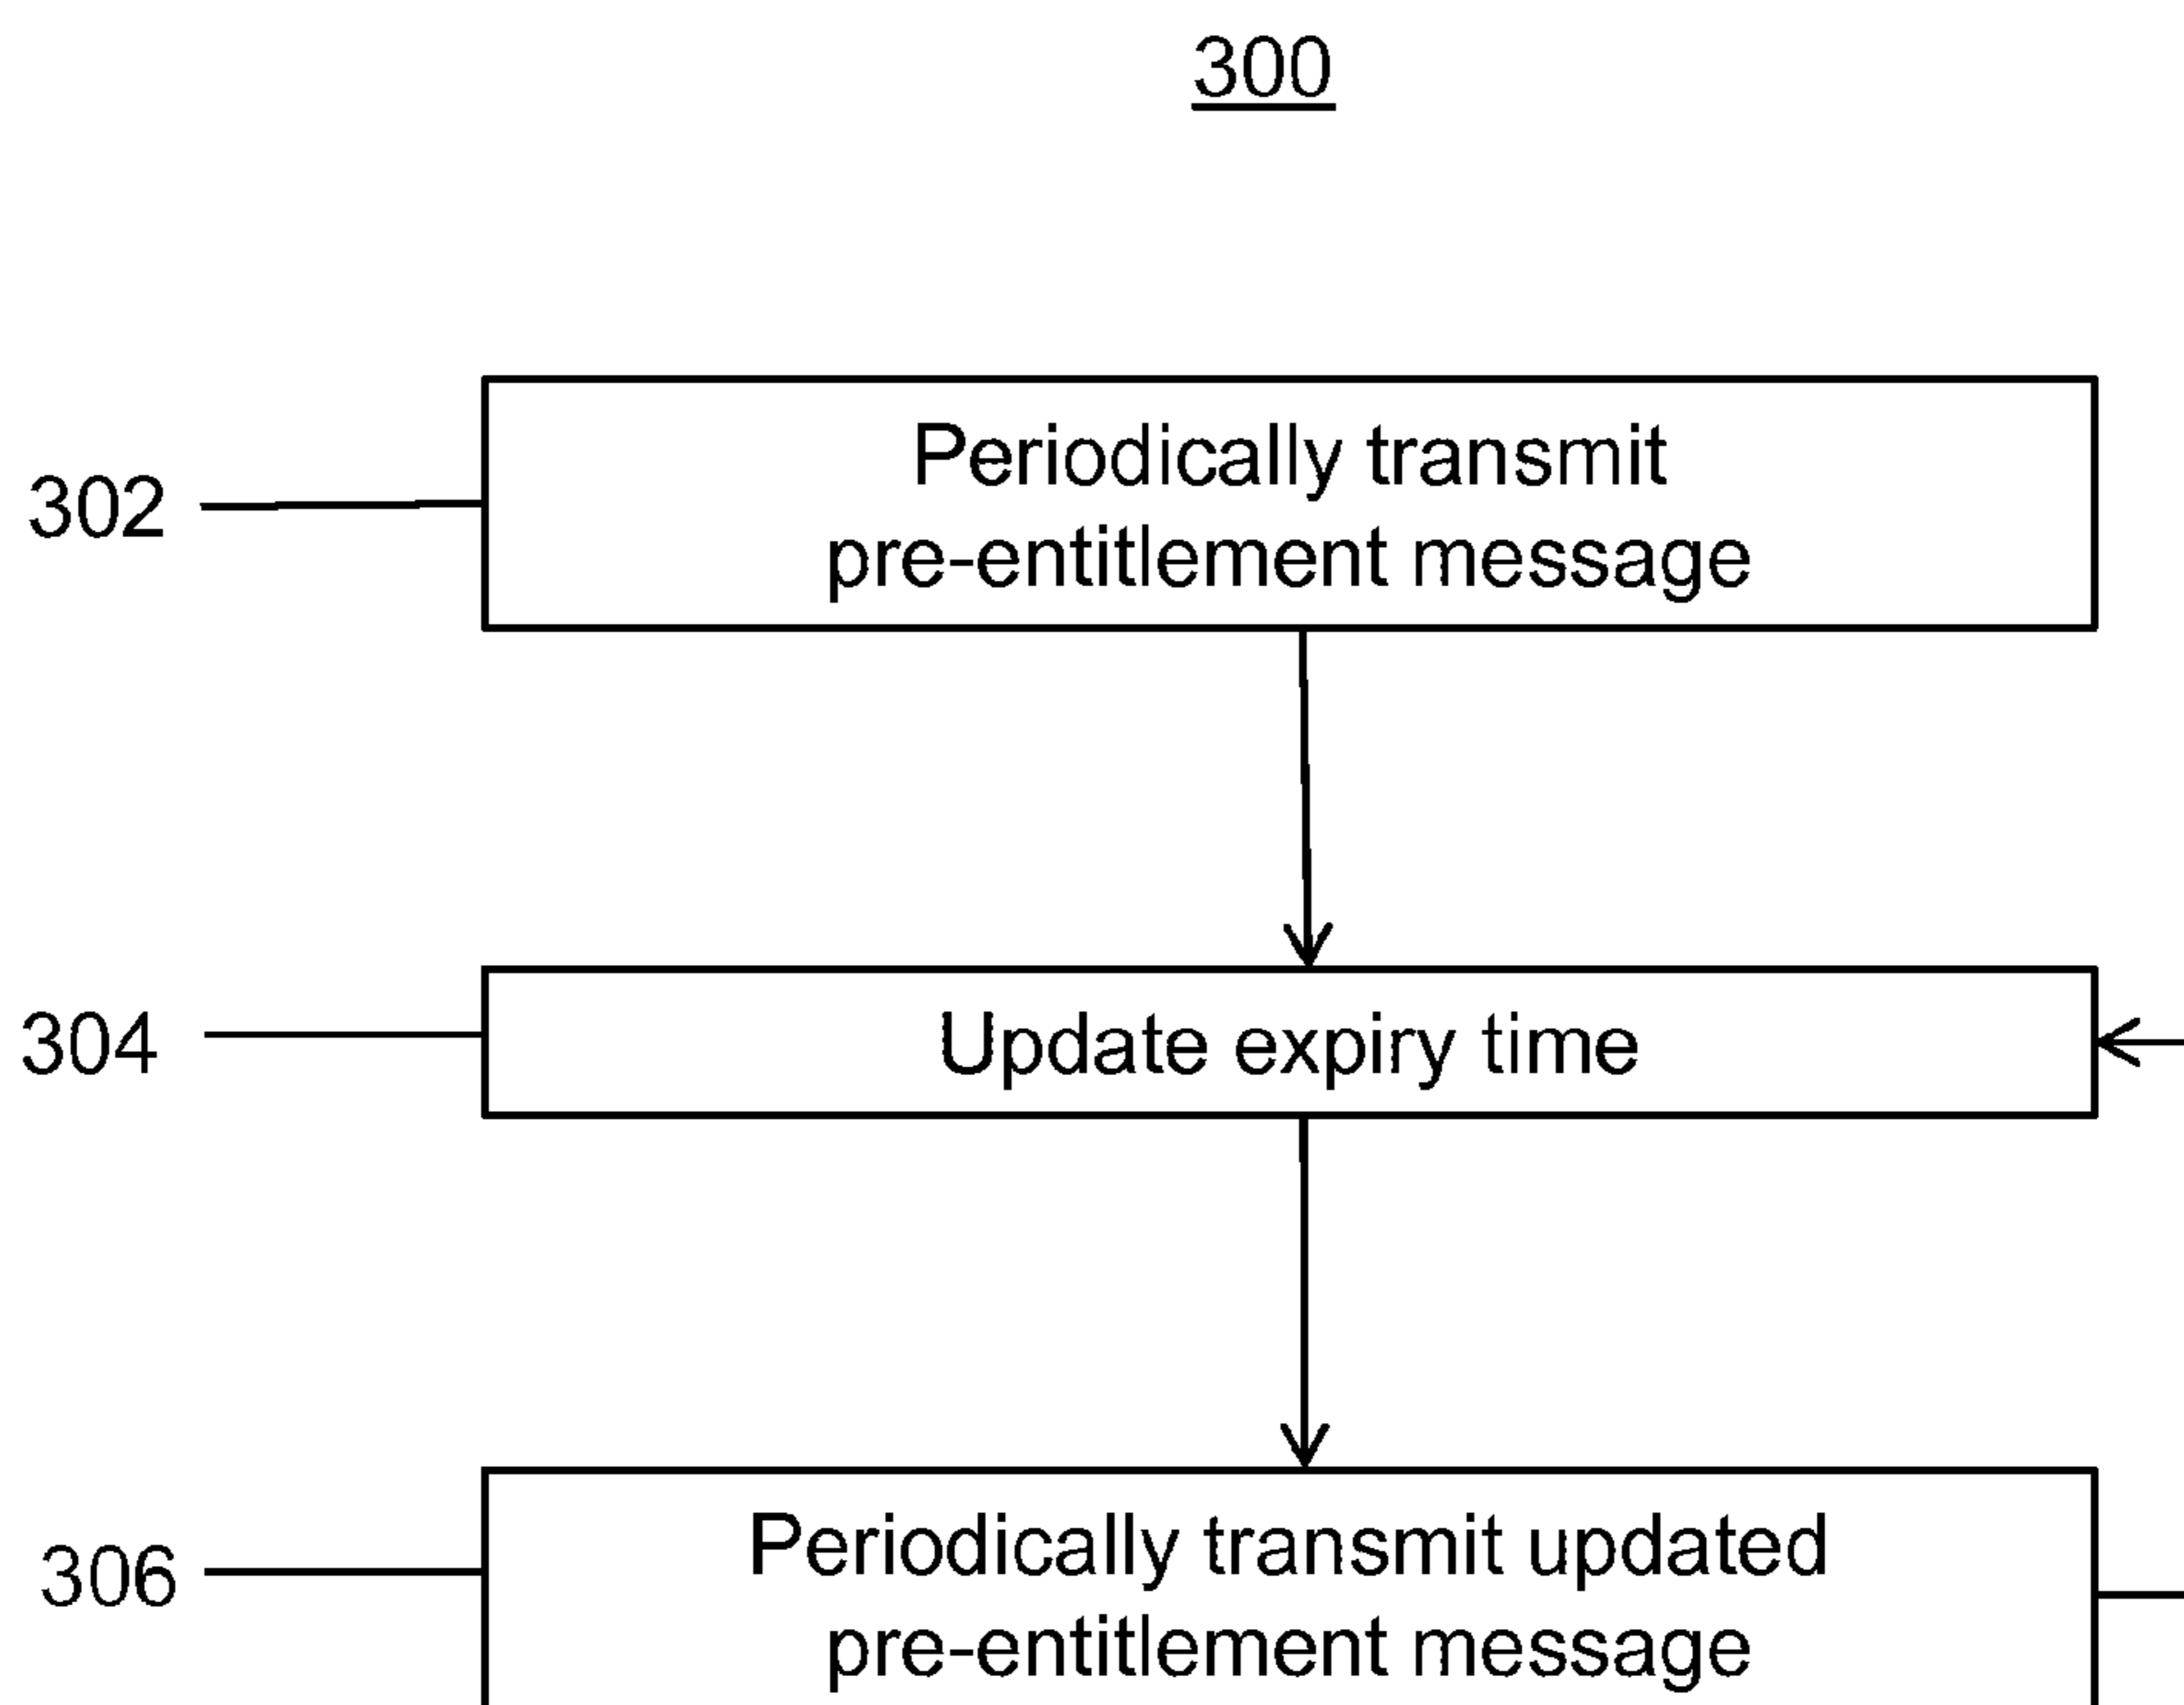 300
302
Periodically transmit
pre-entitlement message
304
Update expiry time
306
Periodically transmit updated
pre-entitlement message